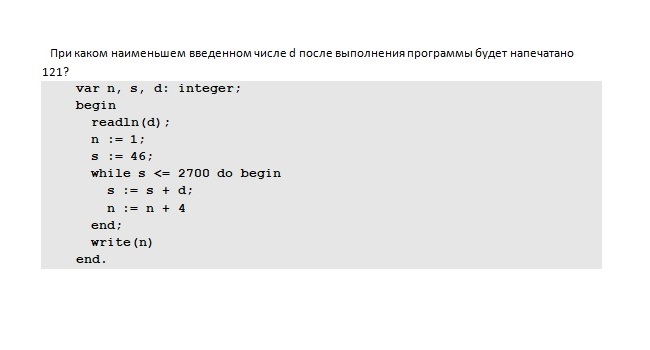 При каком наименьшем введенном числе d после выполнения программы будет напечатано
121?
var n, s, d: integer;
begin
readln(d);
n := 1;
s := 46;
while s <= 2700 do begin
s := s + d;
n := n + 4
end;
write(n)
end.